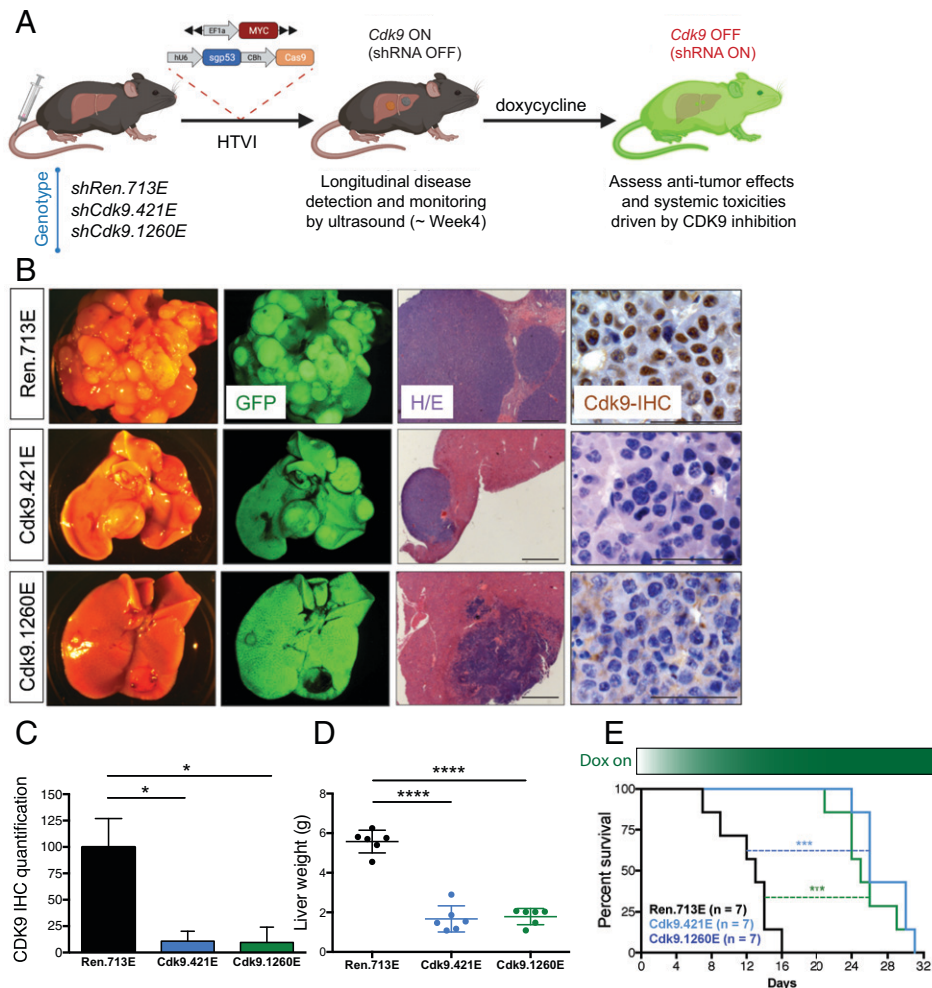 A
EF1a MYC
hU6 sgp53 CBh Cas9
HTVI
Cdk9 ON
(shRNA OFF)
doxycycline
Cdk9 OFF
(shRNA ON)
Genotype
shRen.713E
shCdk9.421E
shCdk9.1260E
Longitudinal disease
detection and monitoring
by ultrasound (~ Week4)
Assess anti-tumor effects
and systemic toxicities
driven by CDK9 inhibition
B
Ren.713E
GFP
H/E
Cdk9-IHC
Cdk9.421E
Cdk9.1260E
C
CDK9 IHC quantification
150
125
100
75
50
25
0
*
*
Ren.713E Cdk9.421E Cdk9.1260E
D
Liver weight (g)
8
6
4
2
0
****
****
Ren.713E Cdk9.421E Cdk9.1260E
E
Dox on
Percent survival
100
75
50
25
0
***
***
Ren.713E (n = 7)
Cdk9.421E (n = 7)
Cdk9.1260E (n = 7)
0 4 8 12 16 20 24 28 32
Days